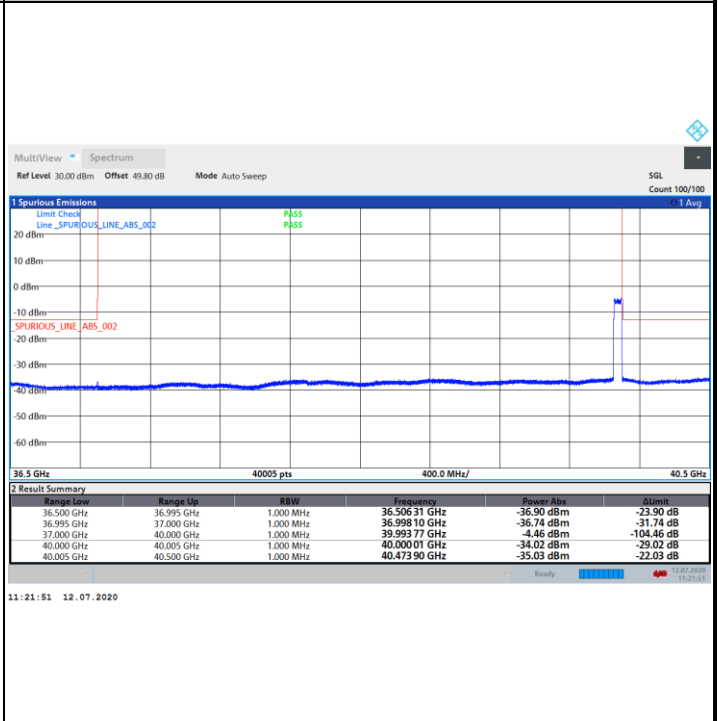 MultiView Spectrum
Ref Level 30.00 dBm Offset 49.80 dB Mode Auto Sweep SGL
Count 100/100
1 Spurious Emissions 1 Avg
Limit Check PASS
Line _SPURIOUS_LINE_ABS_002 PASS
20 dBm
10 dBm
0 dBm
-10 dBm
_SPURIOUS_LINE_ABS_002
-20 dBm
-30 dBm
-40 dBm
-50 dBm
-60 dBm
36.5 GHz 40005 pts 400.0 MHz/ 40.5 GHz
2 Result Summary
Range Low Range Up RBW Frequency Power Abs ΔLimit
36.500 GHz 36.995 GHz 1.000 MHz 36.506 31 GHz -36.90 dBm -23.90 dB
36.995 GHz 37.000 GHz 1.000 MHz 36.998 10 GHz -36.74 dBm -31.74 dB
37.000 GHz 40.000 GHz 1.000 MHz 39.993 77 GHz -4.46 dBm -104.46 dB
40.000 GHz 40.005 GHz 1.000 MHz 40.000 01 GHz -34.02 dBm -29.02 dB
40.005 GHz 40.500 GHz 1.000 MHz 40.473 90 GHz -35.03 dBm -22.03 dB
Ready 12.07.2020
11:21:51
11:21:51 12.07.2020